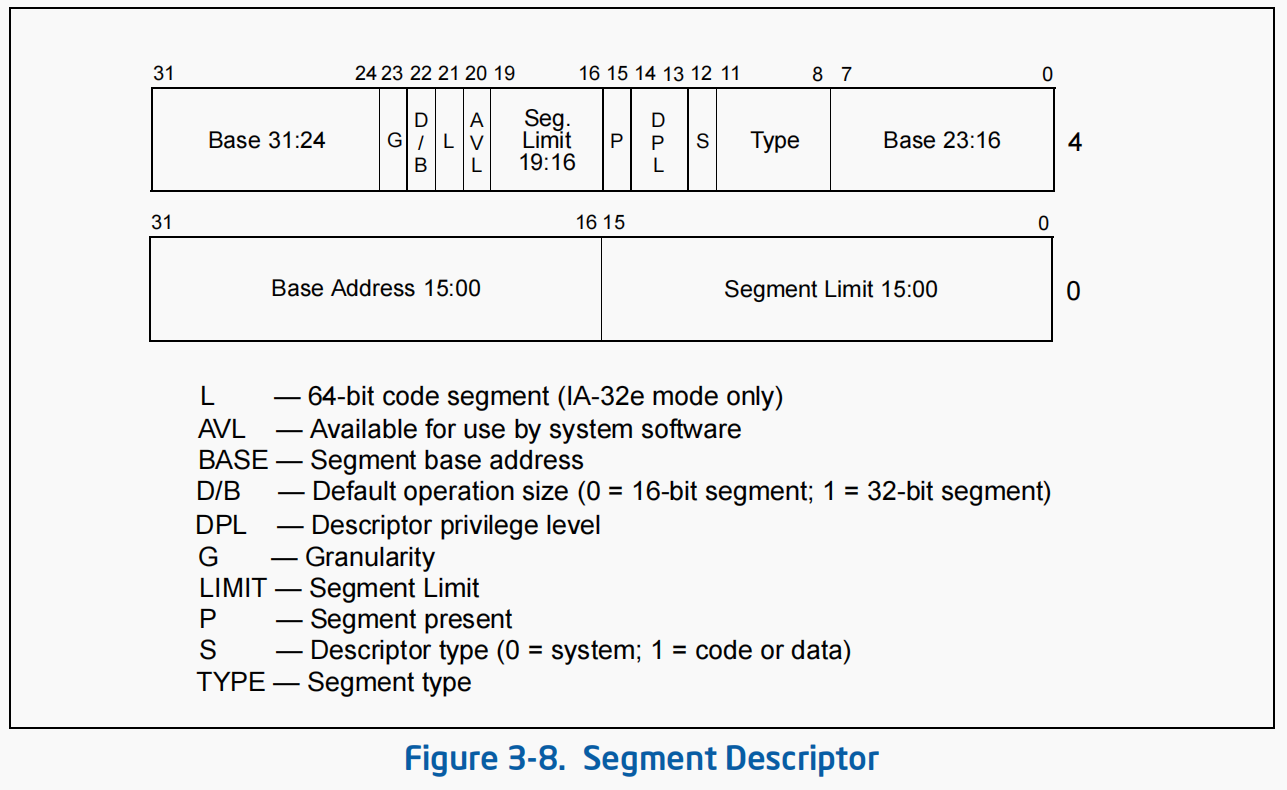 31 24 23 22 21 20 19 16 15 14 13 12 11 8 7 0
Base 31:24 G D/B L AVL Seg. Limit 19:16 P DPL S Type Base 23:16 4
31 16 15 0
Base Address 15:00 Segment Limit 15:00 0
L — 64-bit code segment (IA-32e mode only)
AVL — Available for use by system software
BASE — Segment base address
D/B — Default operation size (0 = 16-bit segment; 1 = 32-bit segment)
DPL — Descriptor privilege level
G — Granularity
LIMIT — Segment Limit
P — Segment present
S — Descriptor type (0 = system; 1 = code or data)
TYPE — Segment type
Figure 3-8. Segment Descriptor